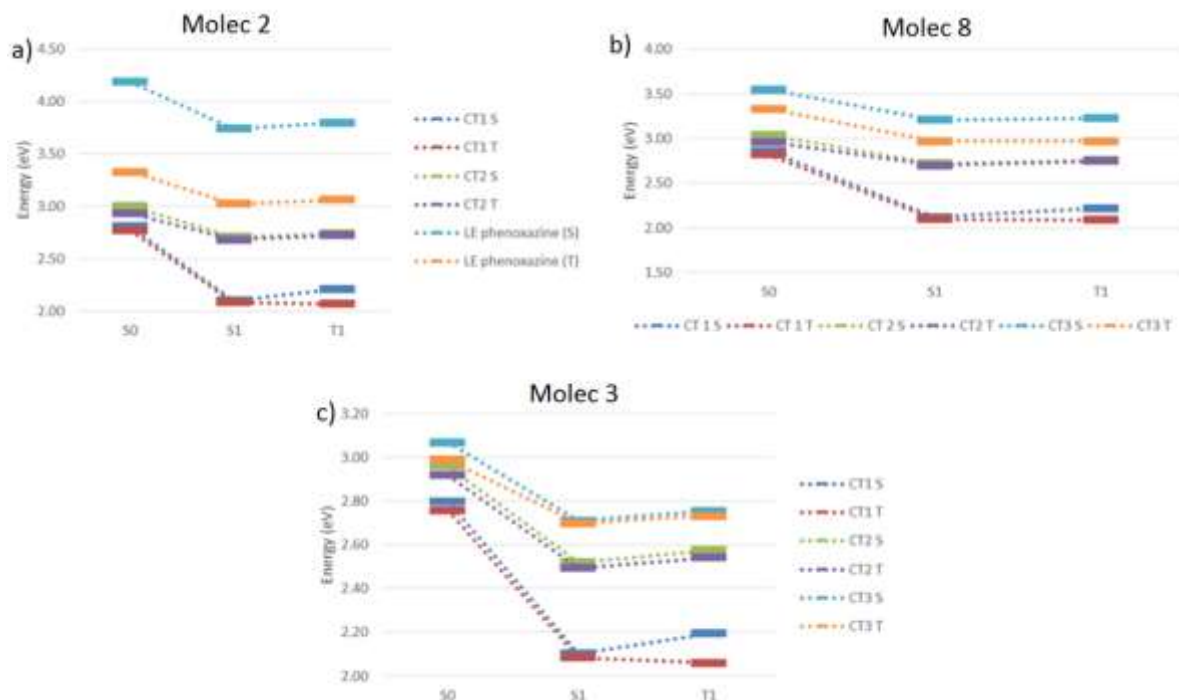 Molec 2
a)
4.50
4.00
3.50
3.00
2.50
2.00
Energy (eV)
S0 S1 T1
CT1 S
CT1 T
CT2 S
CT2 T
LE phenoxazine (S)
LE phenoxazine (T)
Molec 8
b)
4.00
3.50
3.00
2.50
2.00
1.50
Energy (eV)
S0 S1 T1
CT 1 S CT 1 T CT 2 S CT2 T CT3 S CT3 T
Molec 3
c)
3.20
3.00
2.80
2.60
2.40
2.20
2.00
Energy (eV)
S0 S1 T1
CT1 S
CT1 T
CT2 S
CT2 T
CT3 S
CT3 T